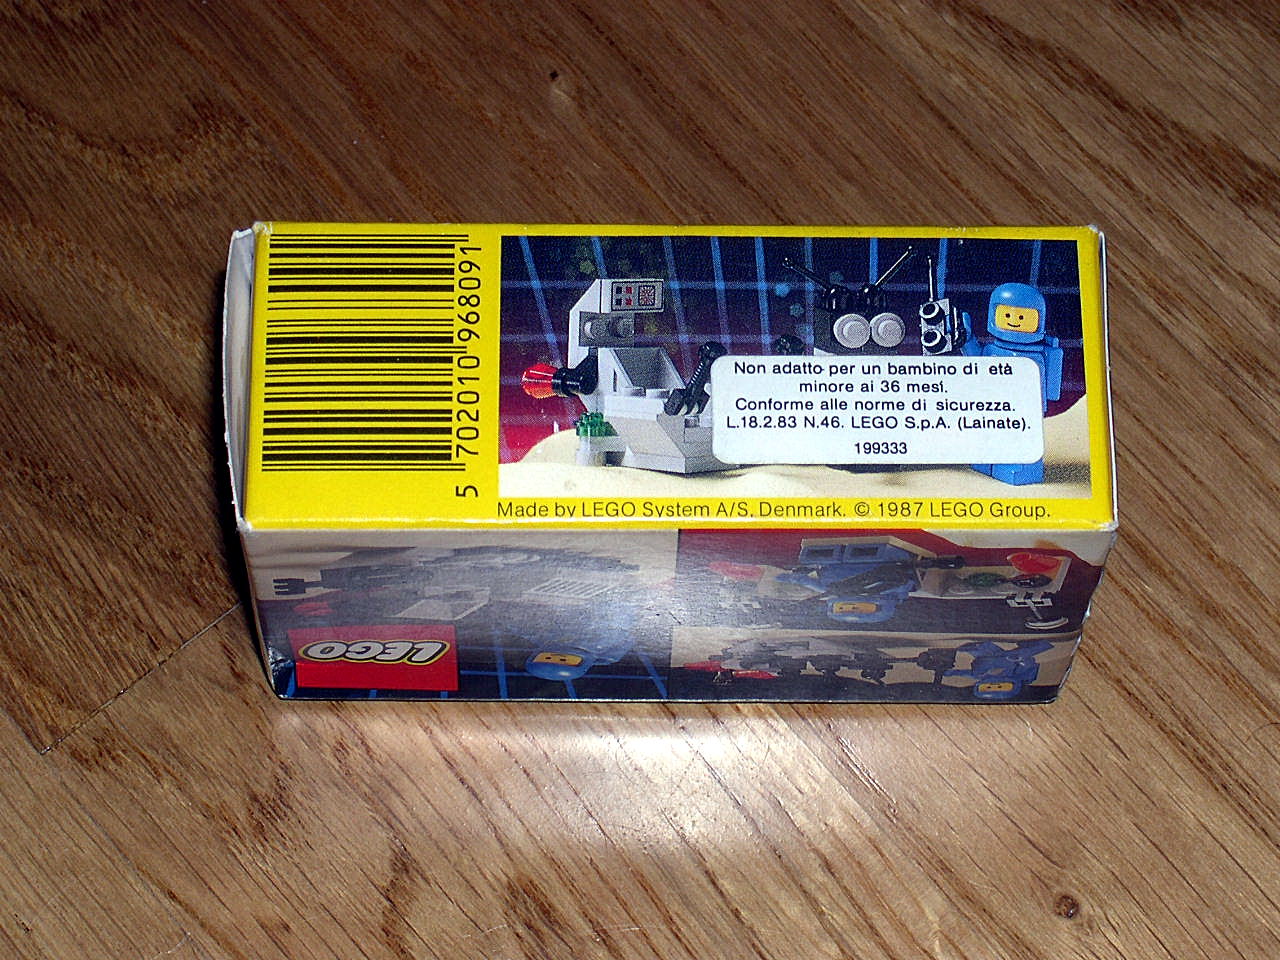 5 702010 968091
Non adatto per un bambino di età
minore ai 36 mesi.
Conforme alle norme di sicurezza.
L.18.2.83 N.46. LEGO S.p.A. (Lainate).
199333
Made by LEGO System A/S, Denmark. © 1987 LEGO Group.
LEGO